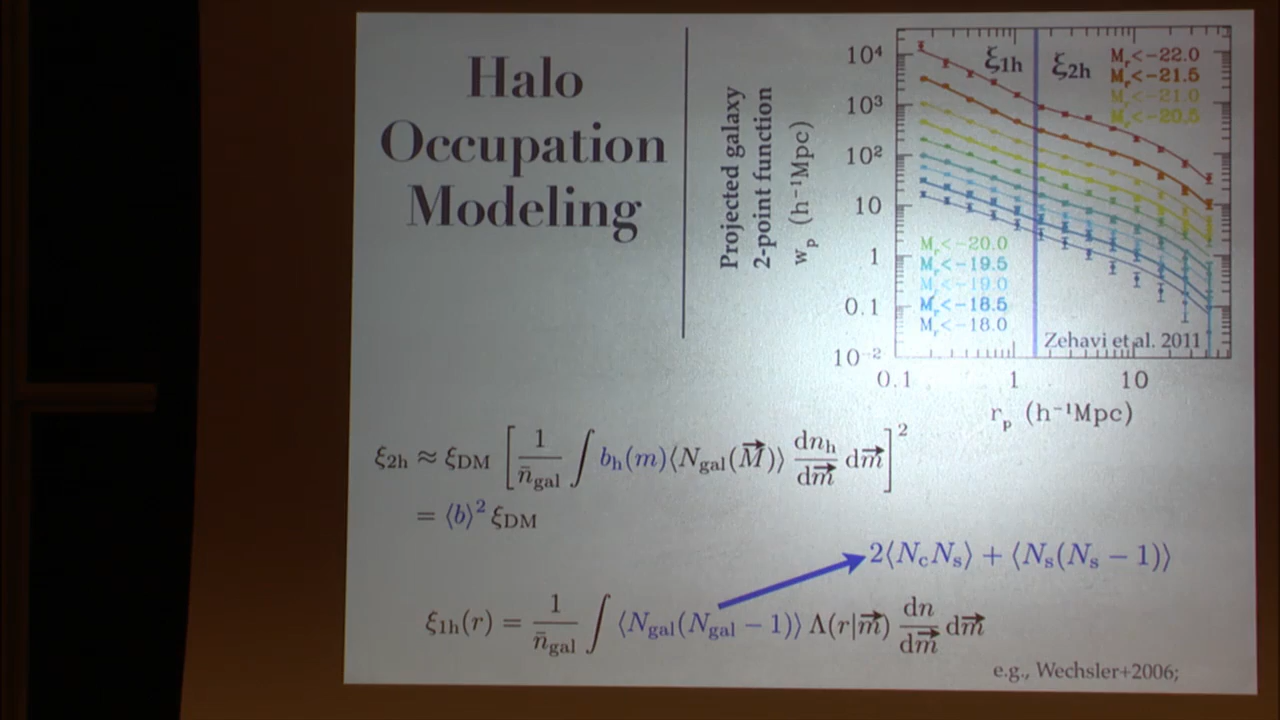 Halo
Occupation
Modeling
Projected galaxy
2-point function
w_p (h⁻¹Mpc)
10⁴
10³
10²
10
1
0.1
10⁻²
ξ_1h
ξ_2h
M_r<-22.0
M_r<-21.5
M_r<-21.0
M_r<-20.5
M_r<-20.0
M_r<-19.5
M_r<-19.0
M_r<-18.5
M_r<-18.0
Zehavi et al. 2011
0.1 1 10
r_p (h⁻¹Mpc)
ξ_2h ≈ ξ_DM [ 1/n̄_gal ∫ b_h(m)⟨N_gal(M⃗)⟩ dn_h/dm⃗ dm⃗ ]²
= ⟨b⟩² ξ_DM
2⟨N_c N_s⟩ + ⟨N_s(N_s − 1)⟩
ξ_1h(r) = 1/n̄_gal ∫ ⟨N_gal(N_gal − 1)⟩ Λ(r|m⃗) dn/dm⃗ dm⃗
e.g., Wechsler+2006;